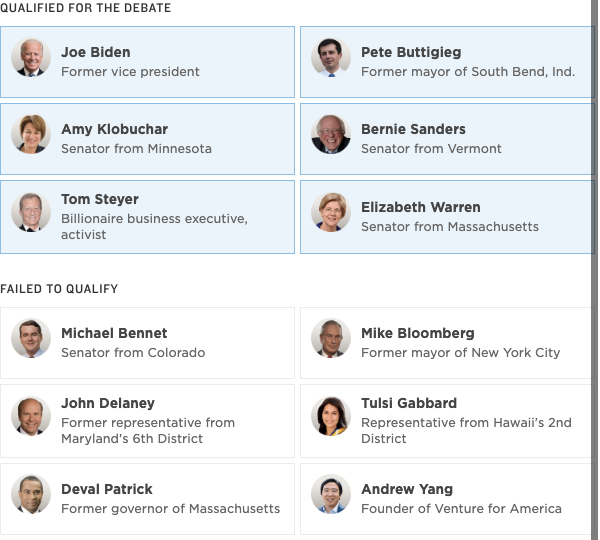 QUALIFIED FOR THE DEBATE
Joe Biden
Former vice president
Pete Buttigieg
Former mayor of South Bend, Ind.
Amy Klobuchar
Senator from Minnesota
Bernie Sanders
Senator from Vermont
Tom Steyer
Billionaire business executive,
activist
Elizabeth Warren
Senator from Massachusetts
FAILED TO QUALIFY
Michael Bennet
Senator from Colorado
Mike Bloomberg
Former mayor of New York City
John Delaney
Former representative from
Maryland's 6th District
Tulsi Gabbard
Representative from Hawaii's 2nd
District
Deval Patrick
Former governor of Massachusetts
Andrew Yang
Founder of Venture for America